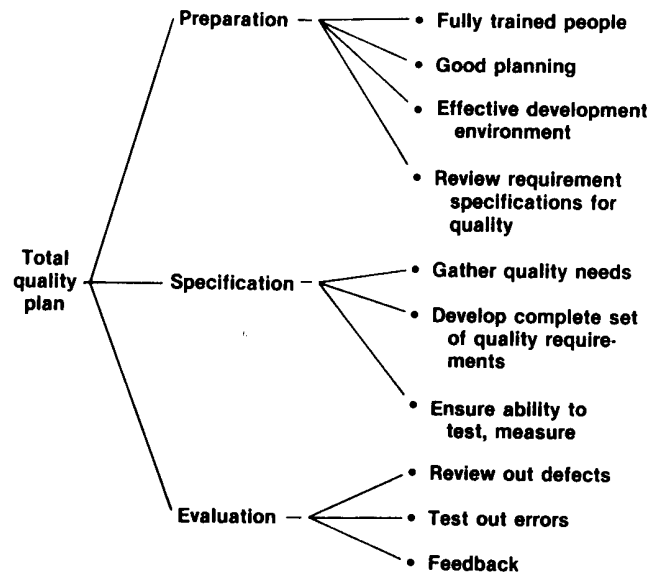 Preparation
• Fully trained people
• Good planning
• Effective development
environment
• Review requirement
specifications for
quality
Total
quality
plan
Specification
• Gather quality needs
• Develop complete set
of quality require-
ments
• Ensure ability to
test, measure
Evaluation
• Review out defects
• Test out errors
• Feedback